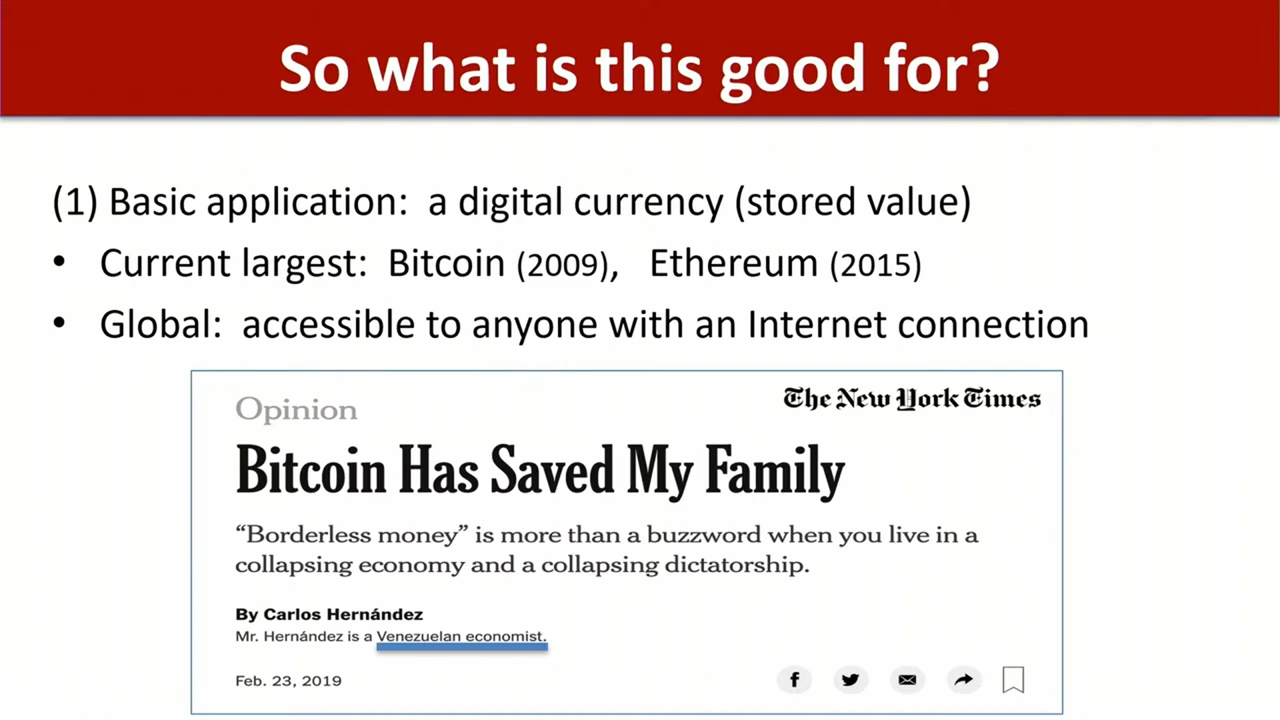 So what is this good for?
(1) Basic application: a digital currency (stored value)
• Current largest: Bitcoin (2009), Ethereum (2015)
• Global: accessible to anyone with an Internet connection
Opinion
The New York Times
Bitcoin Has Saved My Family
“Borderless money” is more than a buzzword when you live in a
collapsing economy and a collapsing dictatorship.
By Carlos Hernández
Mr. Hernández is a Venezuelan economist.
Feb. 23, 2019